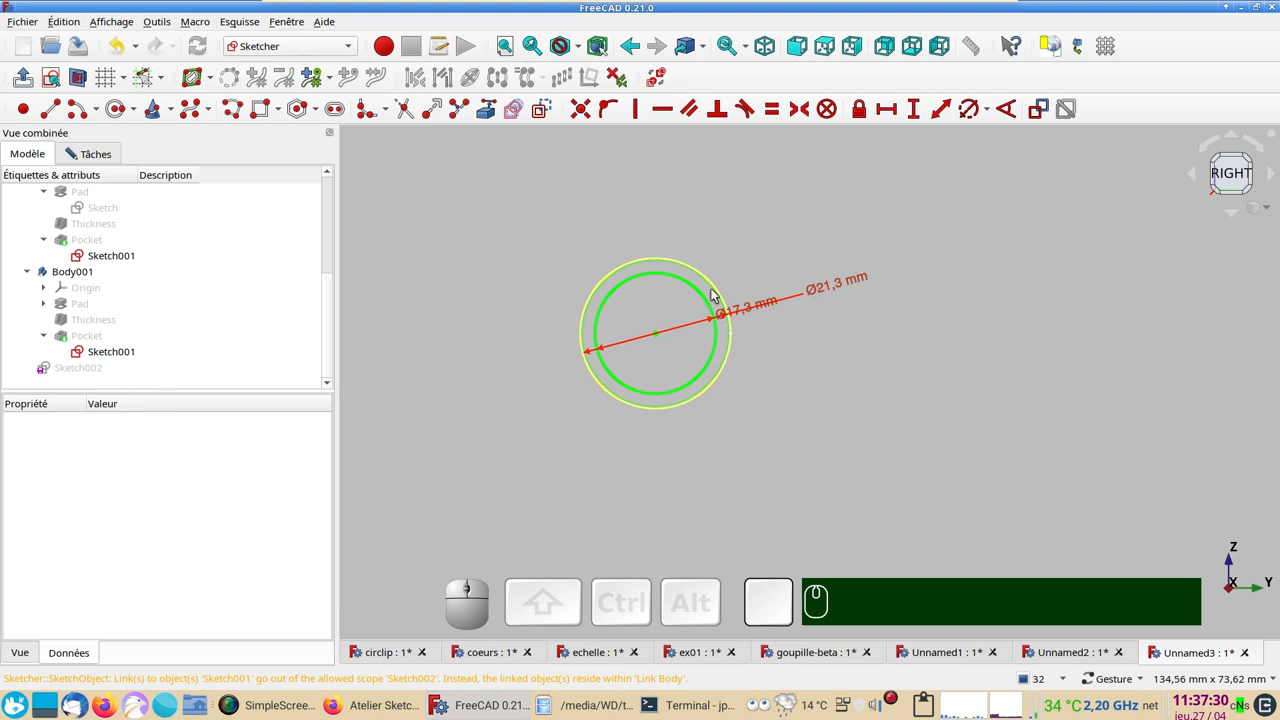 FreeCAD 0.21.0
Fichier Édition Affichage Outils Macro Esquisse Fenêtre Aide
Sketcher
Vue combinée
Modèle Tâches
Étiquettes & attributs Description
Pad
Sketch
Thickness
Pocket
Sketch001
Body001
Origin
Pad
Thickness
Pocket
Sketch001
Sketch002
Propriété Valeur
Vue Données
RIGHT
Ø21,3 mm
Ø17,3 mm
Z
X Y
Ctrl Alt
circlip : 1* coeurs : 1* echelle : 1* ex01 : 1* goupille-beta : 1* Unnamed1 : 1* Unnamed2 : 1* Unnamed3 : 1*
Sketcher::SketchObject: Link(s) to object(s) 'Sketch001' go out of the allowed scope 'Sketch002'. Instead, the linked object(s) reside within 'Link Body'.
32 Gesture 134,56 mm x 73,62 mm
SimpleScree... Atelier Sketc... FreeCAD 0.21... /media/WD/t... Terminal - jp... 14 °C 34 °C 2,20 GHz net 11:37:30
jeu.27 / 04